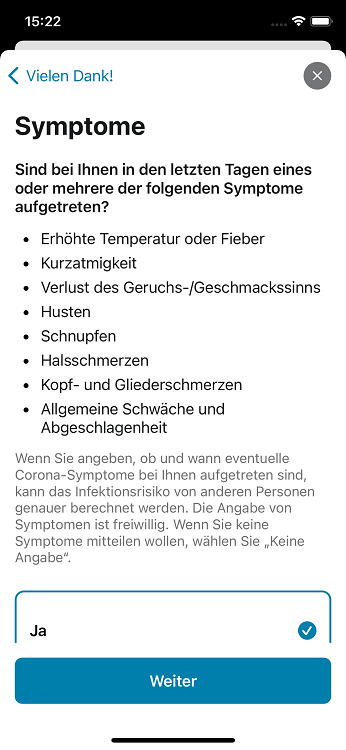 15:22
Vielen Dank!
Symptome
Sind bei Ihnen in den letzten Tagen eines
oder mehrere der folgenden Symptome
aufgetreten?
• Erhöhte Temperatur oder Fieber
• Kurzatmigkeit
• Verlust des Geruchs-/Geschmackssinns
• Husten
• Schnupfen
• Halsschmerzen
• Kopf- und Gliederschmerzen
• Allgemeine Schwäche und
Abgeschlagenheit
Wenn Sie angeben, ob und wann eventuelle
Corona-Symptome bei Ihnen aufgetreten sind,
kann das Infektionsrisiko von anderen Personen
genauer berechnet werden. Die Angabe von
Symptomen ist freiwillig. Wenn Sie keine
Symptome mitteilen wollen, wählen Sie „Keine
Angabe“.
Ja
Weiter